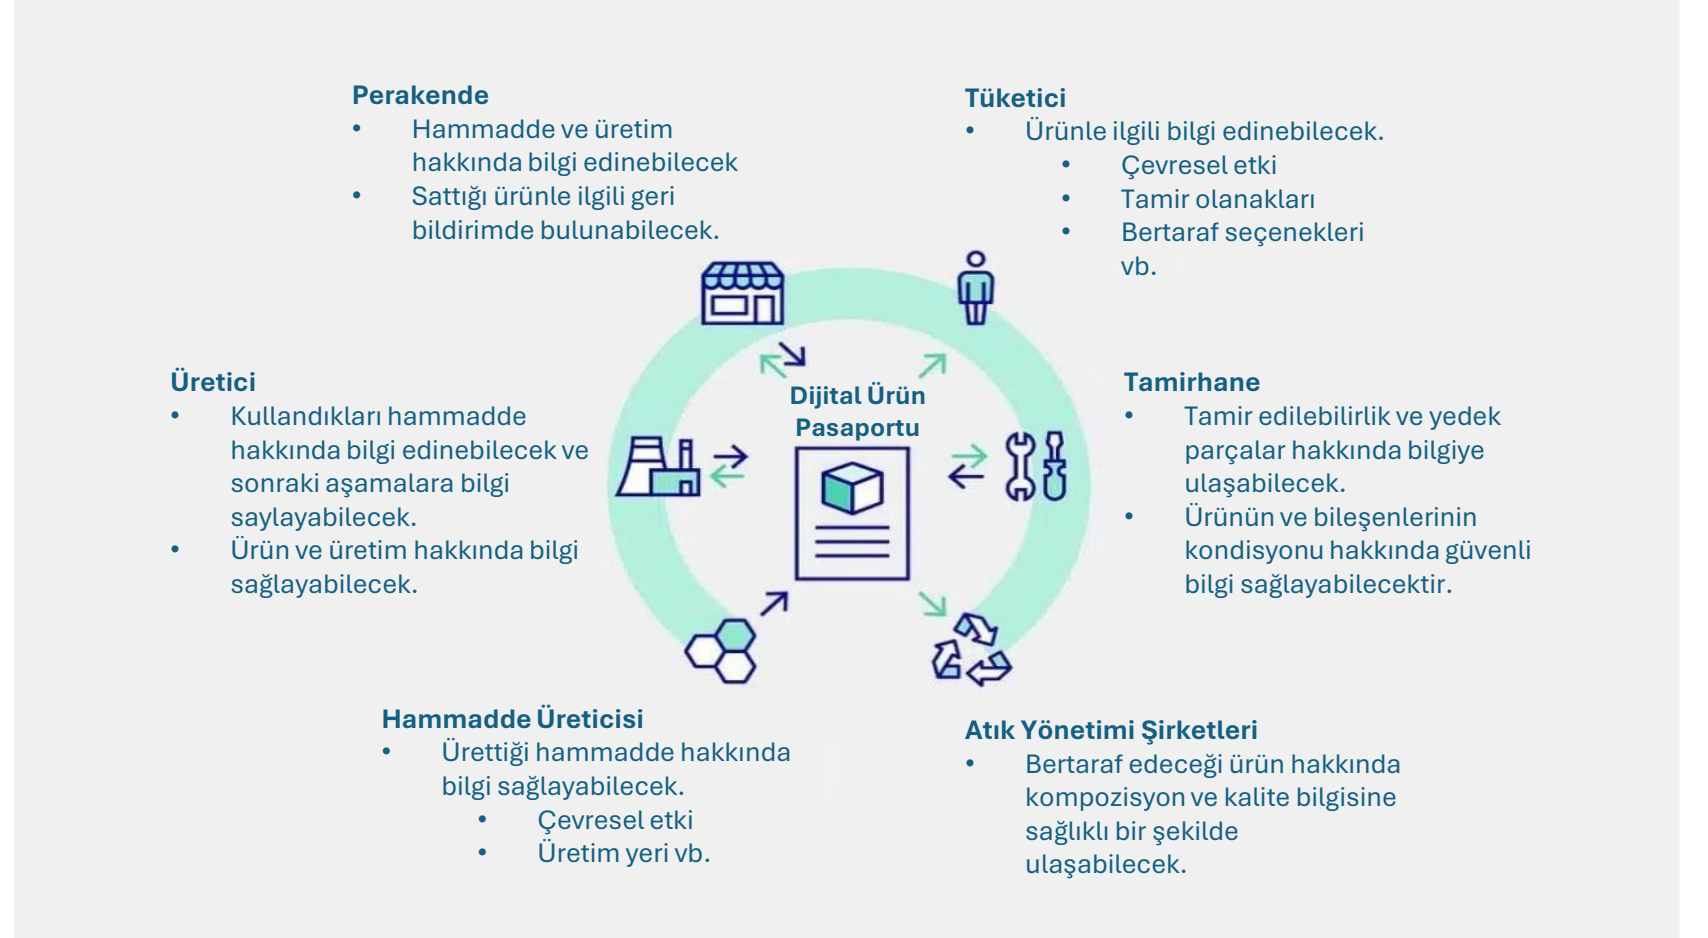 Perakende
• Hammadde ve üretim
hakkında bilgi edinebilecek
• Sattığı ürünle ilgili geri
bildirimde bulunabilecek.
Tüketici
• Ürünle ilgili bilgi edinebilecek.
• Çevresel etki
• Tamir olanakları
• Bertaraf seçenekleri
vb.
Üretici
• Kullandıkları hammadde
hakkında bilgi edinebilecek ve
sonraki aşamalara bilgi
saylayabilecek.
• Ürün ve üretim hakkında bilgi
sağlayabilecek.
Dijital Ürün
Pasaportu
Tamirhane
• Tamir edilebilirlik ve yedek
parçalar hakkında bilgiye
ulaşabilecek.
• Ürünün ve bileşenlerinin
kondisyonu hakkında güvenli
bilgi sağlayabilecektir.
Hammadde Üreticisi
• Ürettiği hammadde hakkında
bilgi sağlayabilecek.
• Çevresel etki
• Üretim yeri vb.
Atık Yönetimi Şirketleri
• Bertaraf edeceği ürün hakkında
kompozisyon ve kalite bilgisine
sağlıklı bir şekilde
ulaşabilecek.